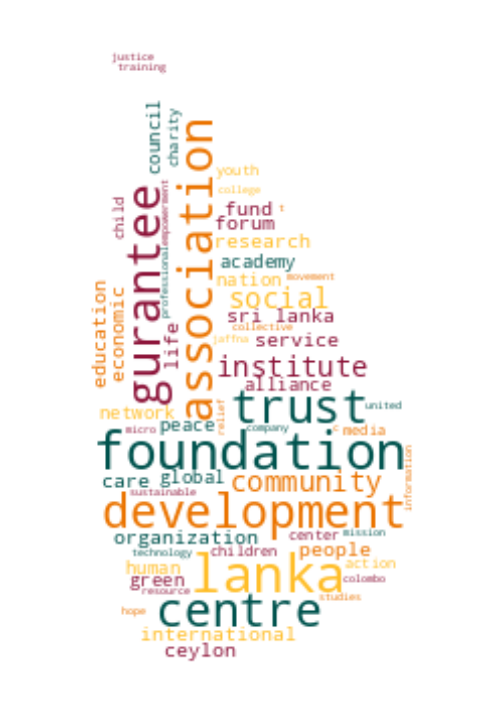 justice
training
council
charity
association
youth
college
child
gurantee
empowerment
professional
fund t
forum
research
academy
nation movement
social
education
economic
life
sri lanka
collective
jaffna service
institute
alliance
network
relief
trust united
micro peace company c media
foundation
information
care global community
sustainable
development
organization center mission
technology children people
human lanka action
green colombo
resource studies
hope centre
international
ceylon